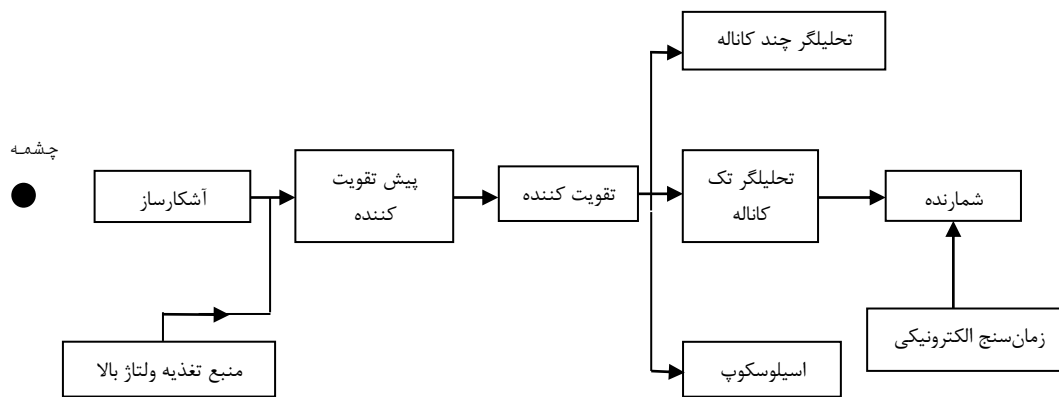 تحلیلگر چند کاناله
چشمه
آشکارساز
پیش تقویت
کننده
تقویت کننده
تحلیلگر تک
کاناله
شمارنده
منبع تغذیه ولتاژ بالا
اسیلوسکوپ
زمان‌سنج الکترونیکی